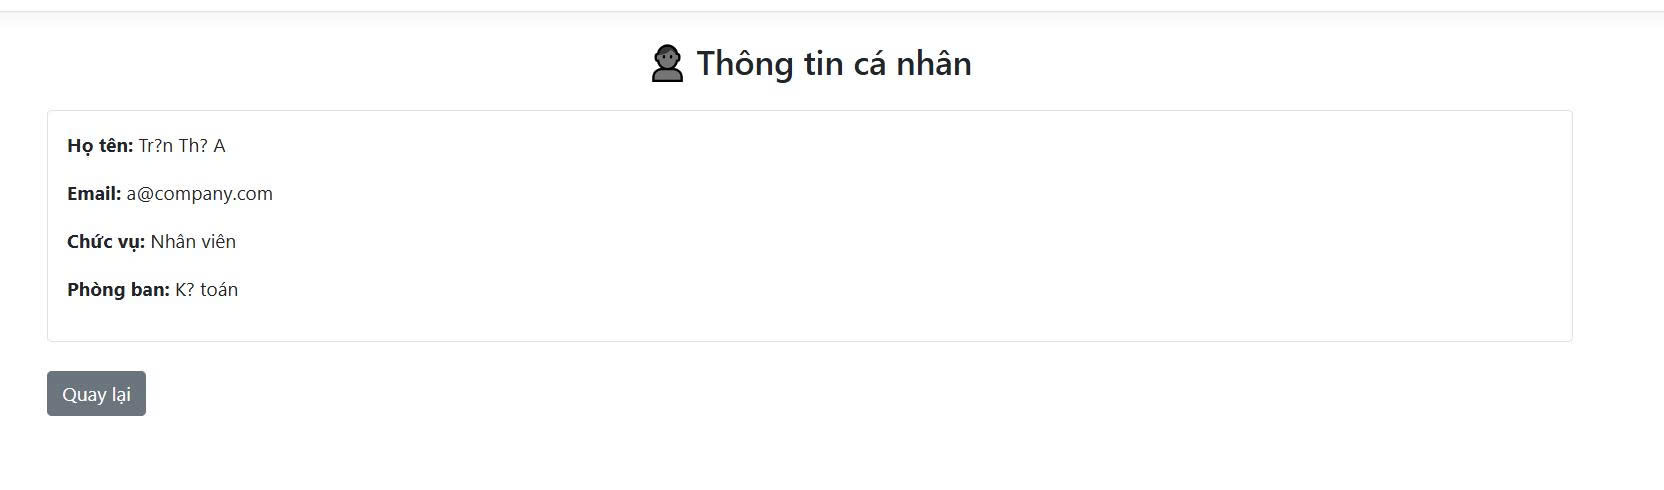 Thông tin cá nhân
Họ tên: Tr?n Th? A
Email: a@company.com
Chức vụ: Nhân viên
Phòng ban: K? toán
Quay lại